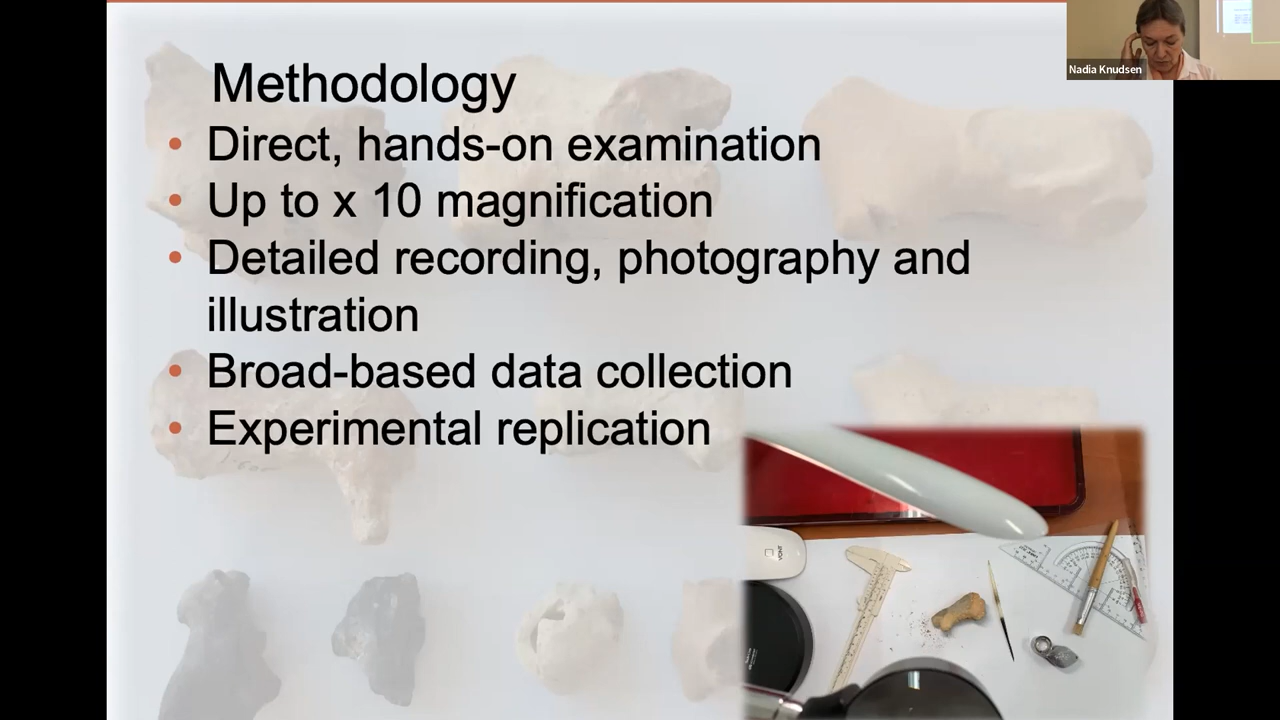 Nadia Knudsen
Methodology
• Direct, hands-on examination
• Up to x 10 magnification
• Detailed recording, photography and
illustration
• Broad-based data collection
• Experimental replication